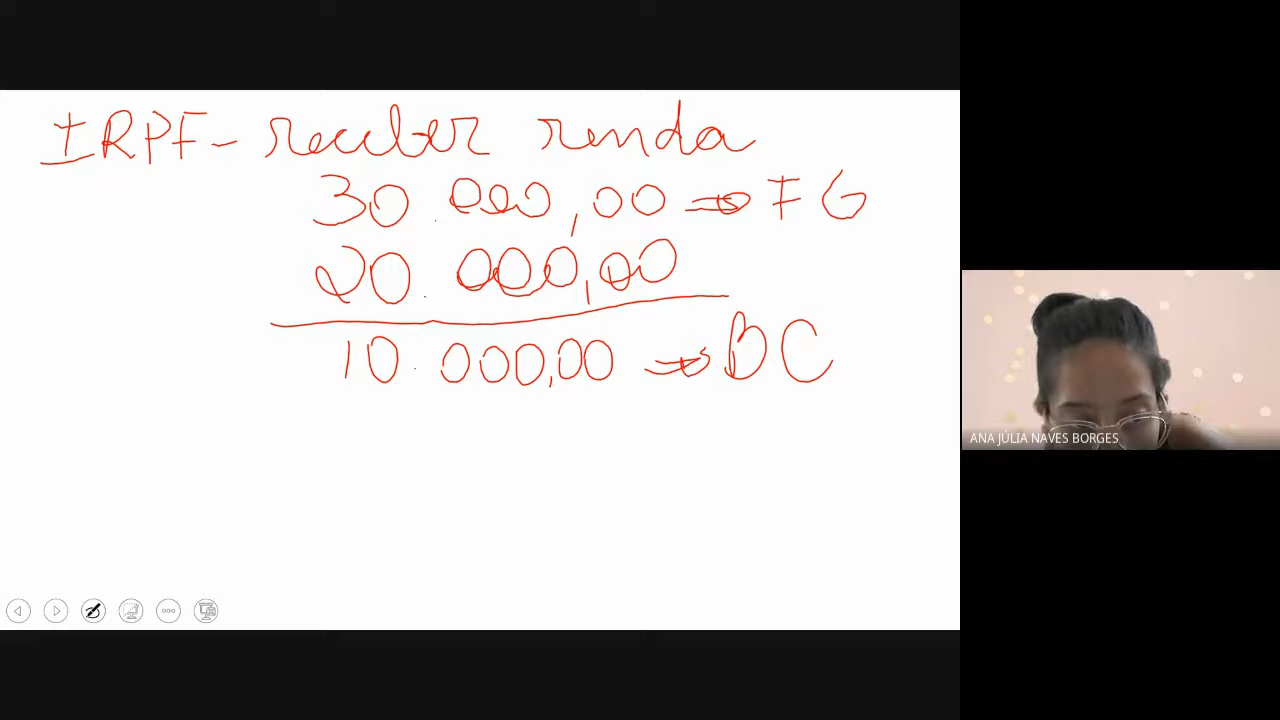 IRPF - receber renda
30.000,00 ⇒ FG
20.000,00
10.000,00 → BC
ANA JÚLIA NAVES BORGES